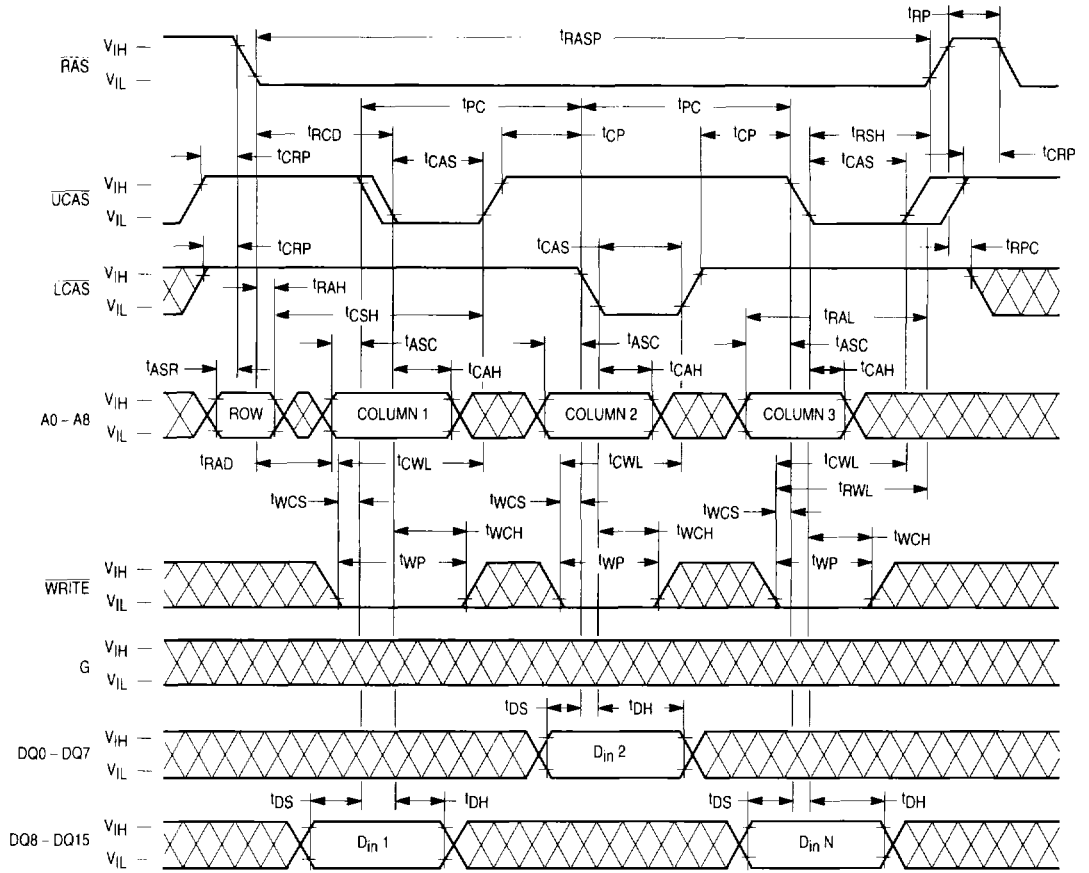 tRP
VIH
tRASP
RAS
VIL
tPC tPC
tRCD tCP tCP tRSH
tCRP tCAS tCAS tCRP
VIH
UCAS
VIL
tCRP tCAS tRPC
VIH
LCAS tRAH
VIL tCSH tRAL
tASC tASC tASC
tASR tCAH tCAH tCAH
VIH
A0 – A8 ROW COLUMN 1 COLUMN 2 COLUMN 3
VIL
tRAD tCWL tCWL tCWL
tRWL
tWCS tWCS tWCS
tWCH tWCH tWCH
tWP tWP tWP
VIH
WRITE
VIL
VIH
G
VIL
tDS tDH
VIH
DQ0 – DQ7 Din 2
VIL
tDS tDH tDS tDH
VIH
DQ8 – DQ15 Din 1 Din N
VIL